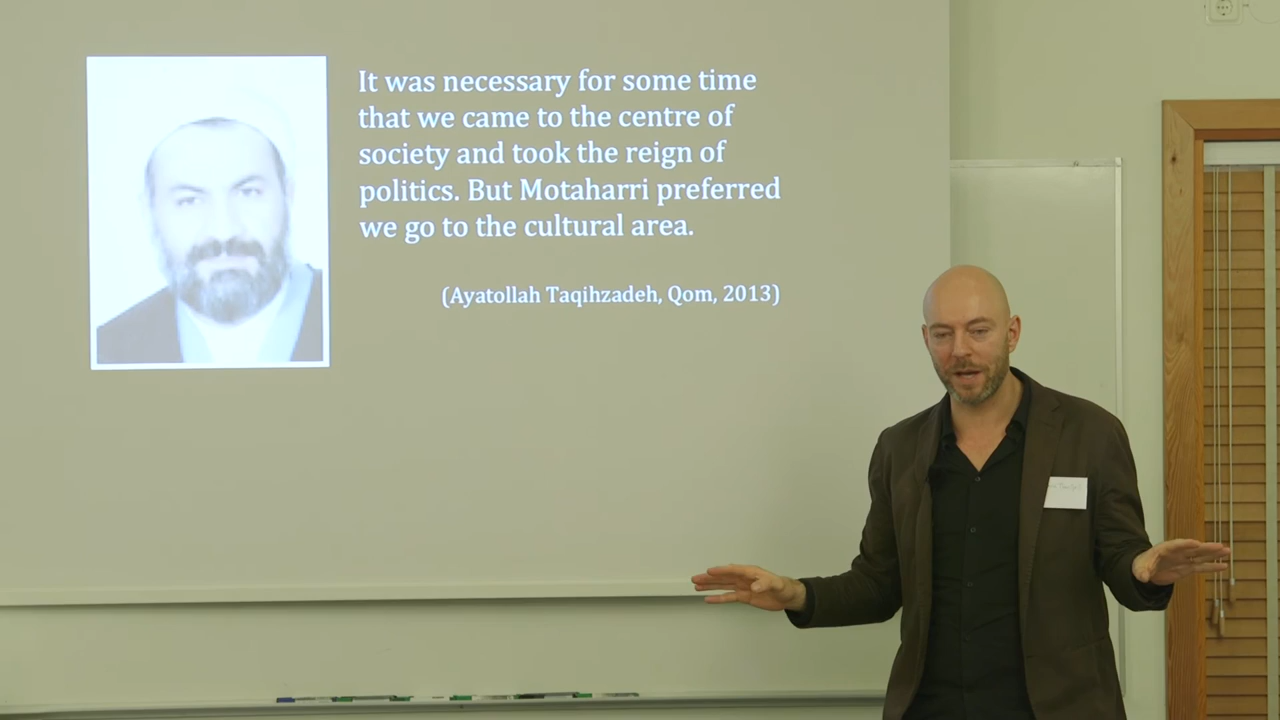 It was necessary for some time
that we came to the centre of
society and took the reign of
politics. But Motaharri preferred
we go to the cultural area.
(Ayatollah Taqihzadeh, Qom, 2013)